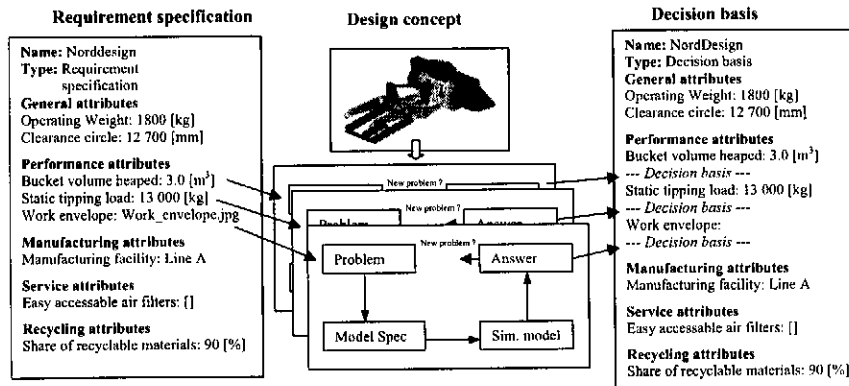 Requirement specification
Name: Norddesign
Type: Requirement
specification
General attributes
Operating Weight: 1800 [kg]
Clearance circle: 12 700 [mm]
Performance attributes
Bucket volume heaped: 3.0 [m³]
Static tipping load: 13 000 [kg]
Work envelope: Work_envelope.jpg
Manufacturing attributes
Manufacturing facility: Line A
Service attributes
Easy accessable air filters: []
Recycling attributes
Share of recyclable materials: 90 [%]
Design concept
New problem ?
New problem ?
Problem
Answer
New problem ?
Problem
Answer
Model Spec
Sim. model
Decision basis
Name: NordDesign
Type: Decision basis
General attributes
Operating Weight: 1800 [kg]
Clearance circle: 12 700 [mm]
Performance attributes
Bucket volume heaped: 3.0 [m³]
--- Decision basis ---
Static tipping load: 13 000 [kg]
--- Decision basis ---
Work envelope:
--- Decision basis ---
Manufacturing attributes
Manufacturing facility: Line A
Service attributes
Easy accessable air filters: []
Recycling attributes
Share of recyclable materials: 90 [%]